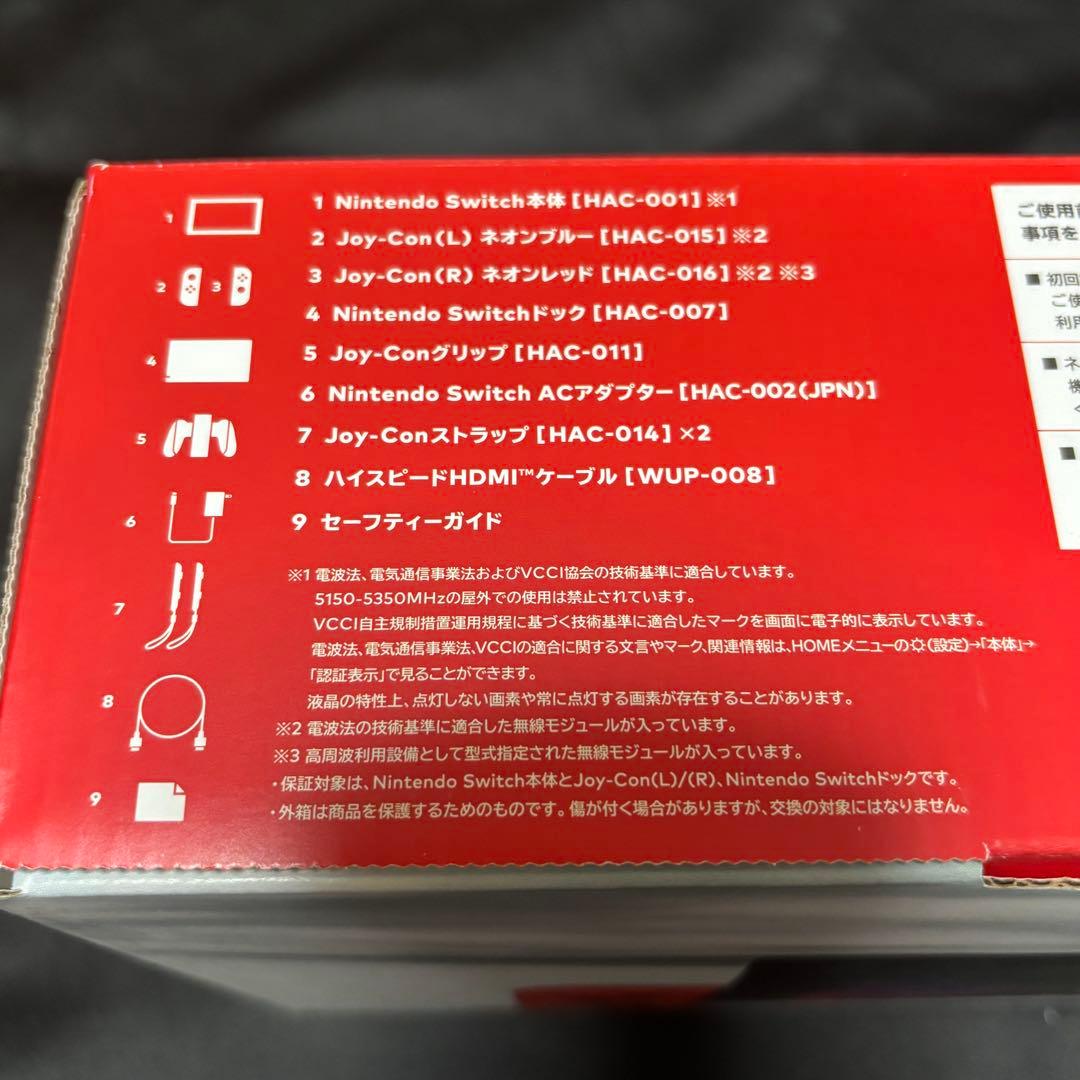 1 Nintendo Switch本体 [HAC-001] ※1
2 Joy-Con(L) ネオンブルー [HAC-015] ※2
3 Joy-Con(R) ネオンレッド [HAC-016] ※2 ※3
4 Nintendo Switchドック [HAC-007]
5 Joy-Conグリップ [HAC-011]
6 Nintendo Switch ACアダプター [HAC-002(JPN)]
7 Joy-Conストラップ [HAC-014] ×2
8 ハイスピードHDMI™ケーブル [WUP-008]
9 セーフティーガイド
※1 電波法、電気通信事業法およびVCCI協会の技術基準に適合しています。
5150-5350MHzの屋外での使用は禁止されています。
VCCI自主規制措置運用規程に基づく技術基準に適合したマークを画面に電子的に表示しています。
電波法、電気通信事業法、VCCIの適合に関する文言やマーク、関連情報は、HOMEメニューの(設定)→「本体」→
「認証表示」で見ることができます。
液晶の特性上、点灯しない画素や常に点灯する画素が存在することがあります。
※2 電波法の技術基準に適合した無線モジュールが入っています。
※3 高周波利用設備として型式指定された無線モジュールが入っています。
・保証対象は、Nintendo Switch本体とJoy-Con(L)/(R)、Nintendo Switchドックです。
・外箱は商品を保護するためのものです。傷が付く場合がありますが、交換の対象にはなりません。
1
2
3
4
5
6
7
8
9
ご使用前
事項を
■ 初回
ご使
利用
■ ネ
機